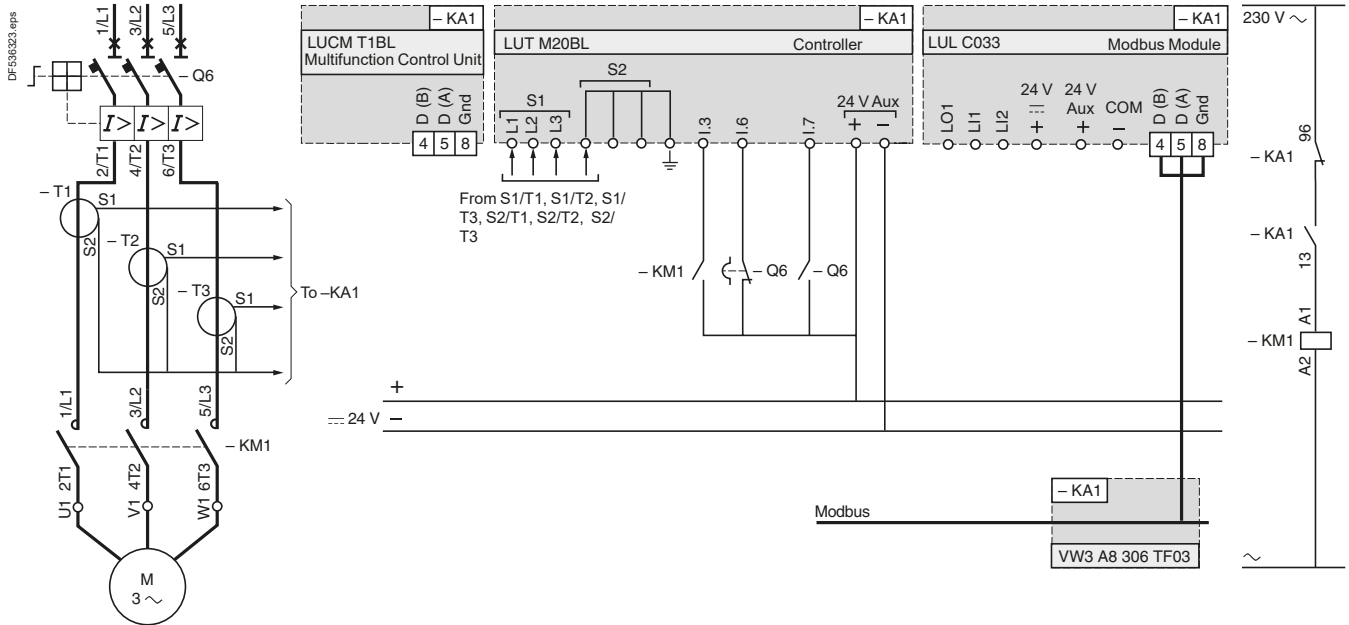 DF536323.eps
1/L1
3/L2
5/L3
– Q6
I>
I>
I>
2/T1
4/T2
6/T3
– T1
S1
S2
– T2
S1
S2
– T3
S1
S2
To –KA1
1/L1
3/L2
5/L3
– KM1
2T1
4T2
6T3
U1
V1
W1
M
3 ~
– KA1
LUCM T1BL
Multifunction Control Unit
D (B)
D (A)
Gnd
4 5 8
– KA1
LUT M20BL Controller
S2
S1
L1
L2
L3
I.3
I.6
I.7
24 V Aux
+ –
From S1/T1, S1/T2, S1/
T3, S2/T1, S2/T2, S2/
T3
– KM1
– Q6
– Q6
+
24 V –
– KA1
LUL C033 Modbus Module
LO1
LI1
LI2
24 V
+
24 V
Aux
+
COM
–
D (B)
D (A)
Gnd
4 5 8
– KA1
Modbus
VW3 A8 306 TF03
230 V ~
96
– KA1
– KA1
13
A1
– KM1
A2
~